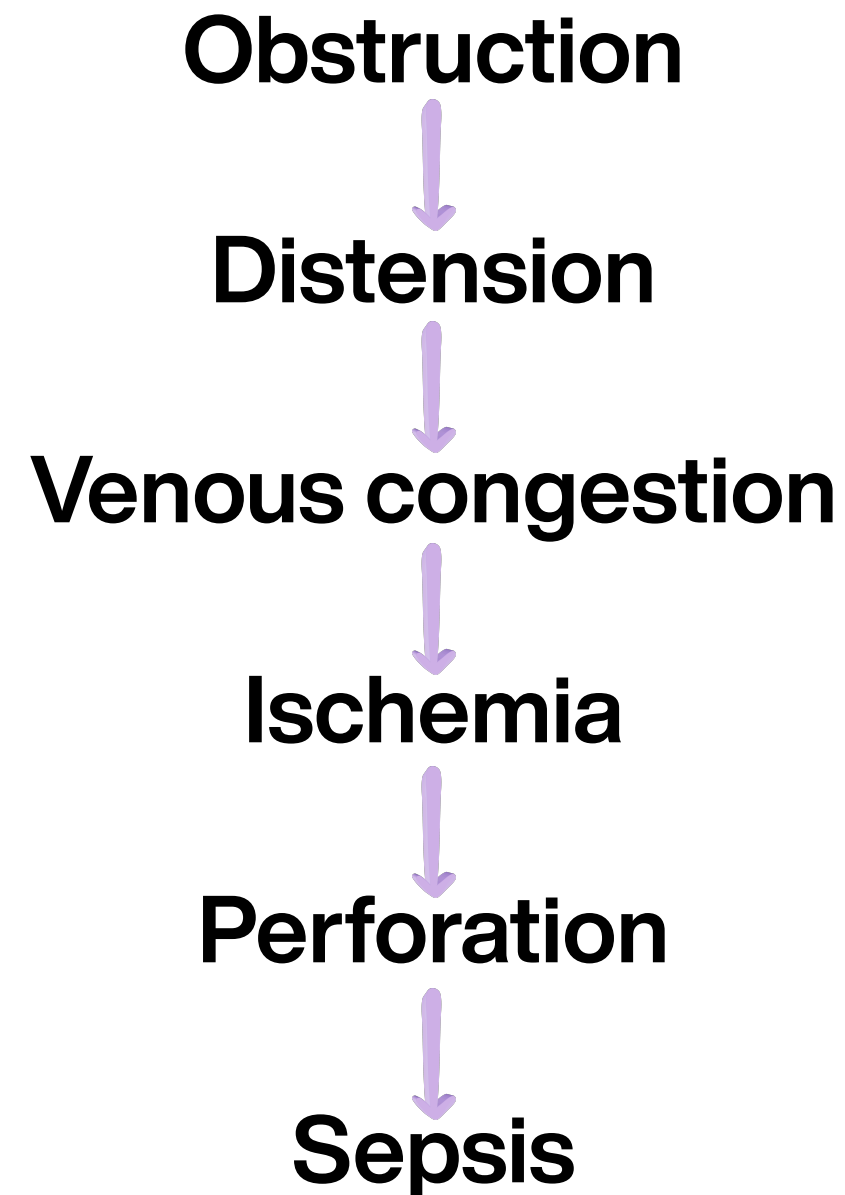 Obstruction
Distension
Venous congestion
Ischemia
Perforation
Sepsis